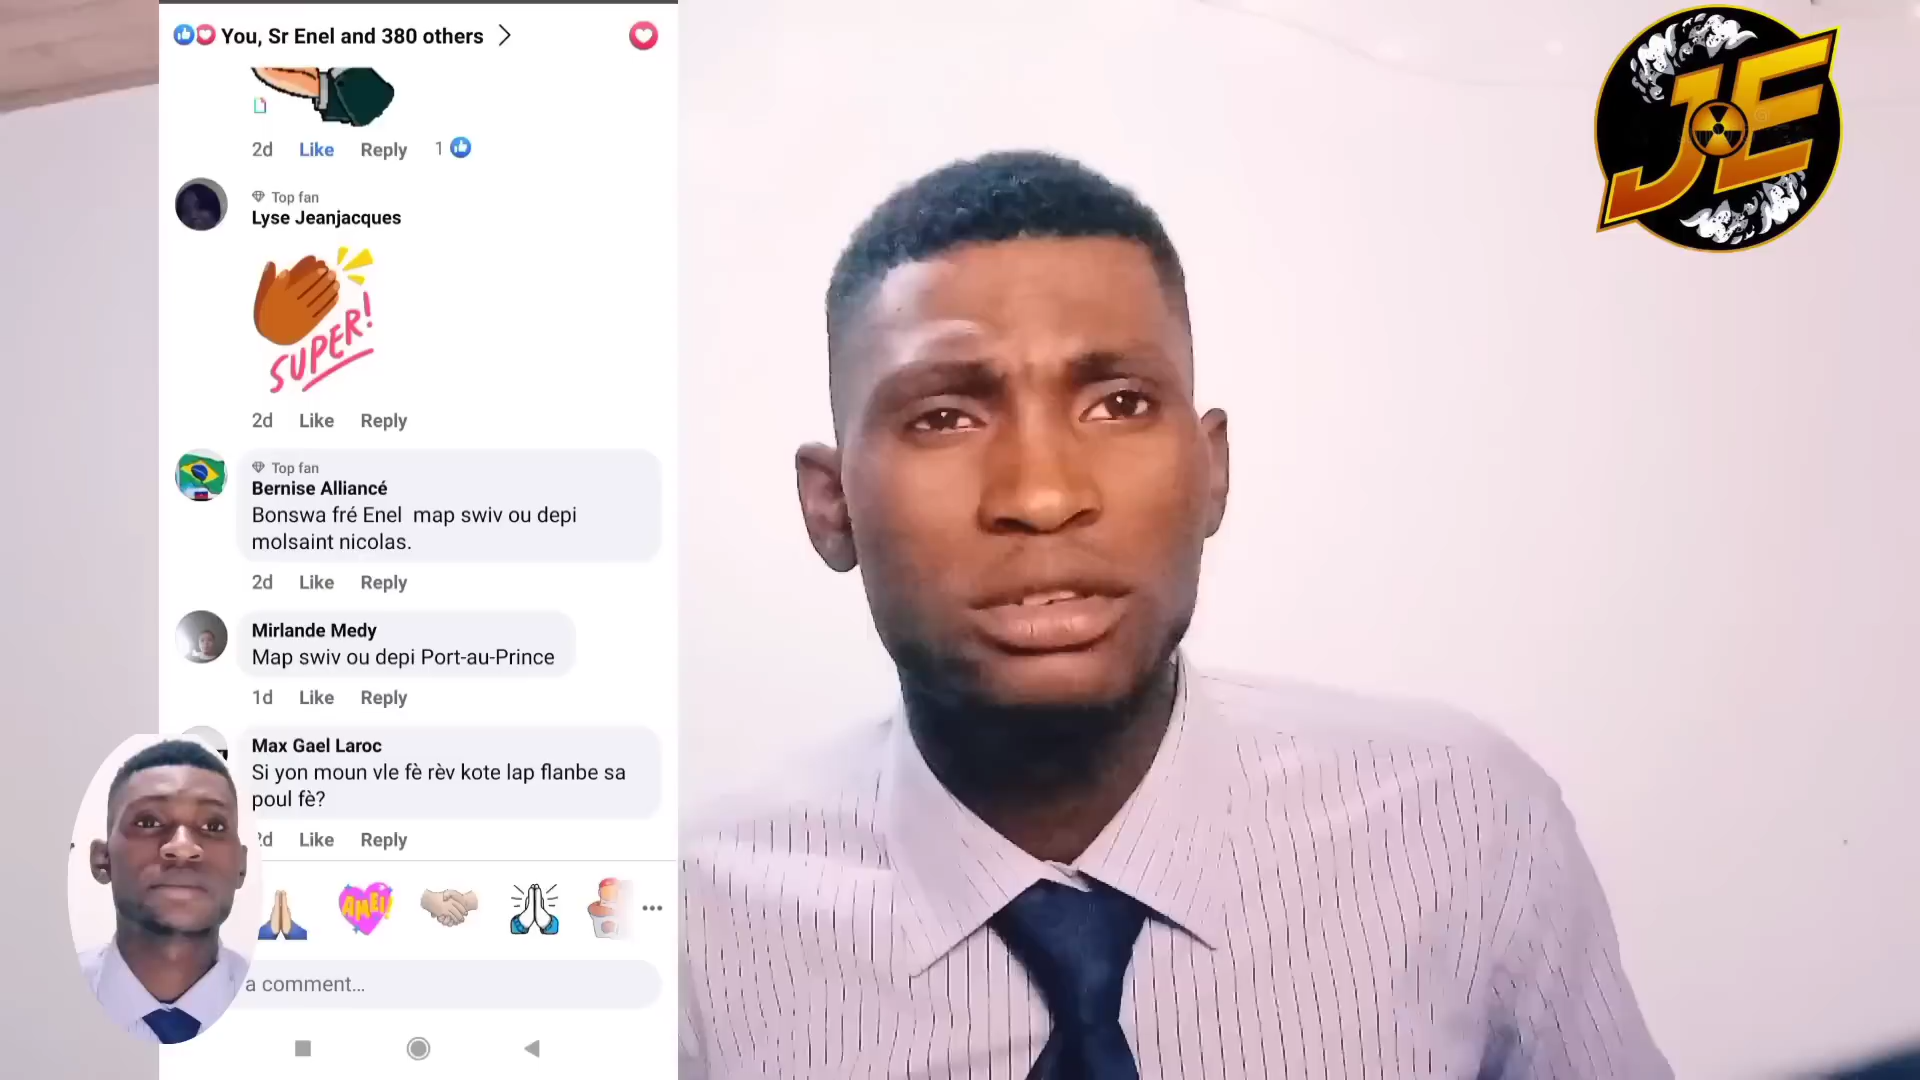 You, Sr Enel and 380 others
2d Like Reply 1
Top fan
Lyse Jeanjacques
SUPER!
2d Like Reply
Top fan
Bernise Alliancé
Bonswa fré Enel map swiv ou depi
molsaint nicolas.
2d Like Reply
Mirlande Medy
Map swiv ou depi Port-au-Prince
1d Like Reply
Max Gael Laroc
Si yon moun vle fè rèv kote lap flanbe sa
poul fè?
2d Like Reply
AMEN!
a comment...
JE